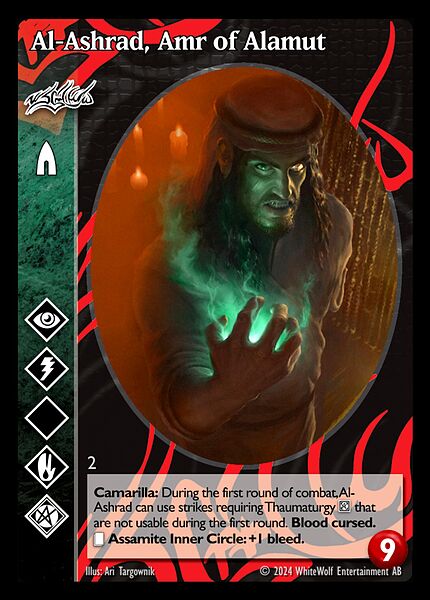 Al-Ashrad, Amr of Alamut
2
Camarilla: During the first round of combat, Al-
Ashrad can use strikes requiring Thaumaturgy that
are not usable during the first round. Blood cursed.
Assamite Inner Circle: +1 bleed.
9
Illus: Ari Targownik
© 2024 WhiteWolf Entertainment AB